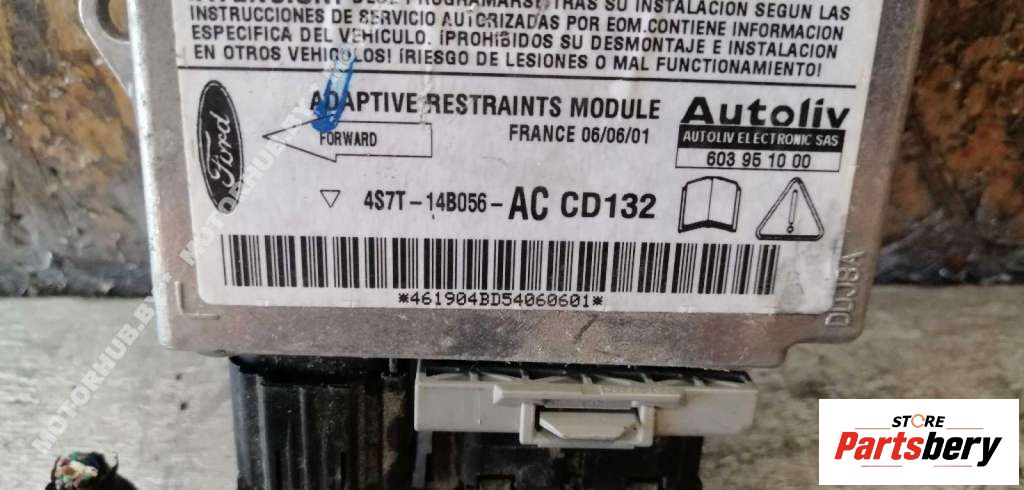 INSTRUCCIONES DE SERVICIO AUTORIZADAS POR EOM.CONTIENE INFORMACION
ESPECIFICA DEL VEHICULO. ¡PROHIBIDOS SU DESMONTAJE E INSTALACION
EN OTROS VEHICLOS! ¡RIESGO DE LESIONES O MAL FUNCIONAMIENTO!
Ford
ADAPTIVE RESTRAINTS MODULE
FORWARD
FRANCE 06/06/01
Autoliv
AUTOLIV ELECTRONIC SAS
603 95 10 00
4S7T-14B056-AC CD132
*461904BD54060601*
MOTORHUB.BY
STORE
Partsbery